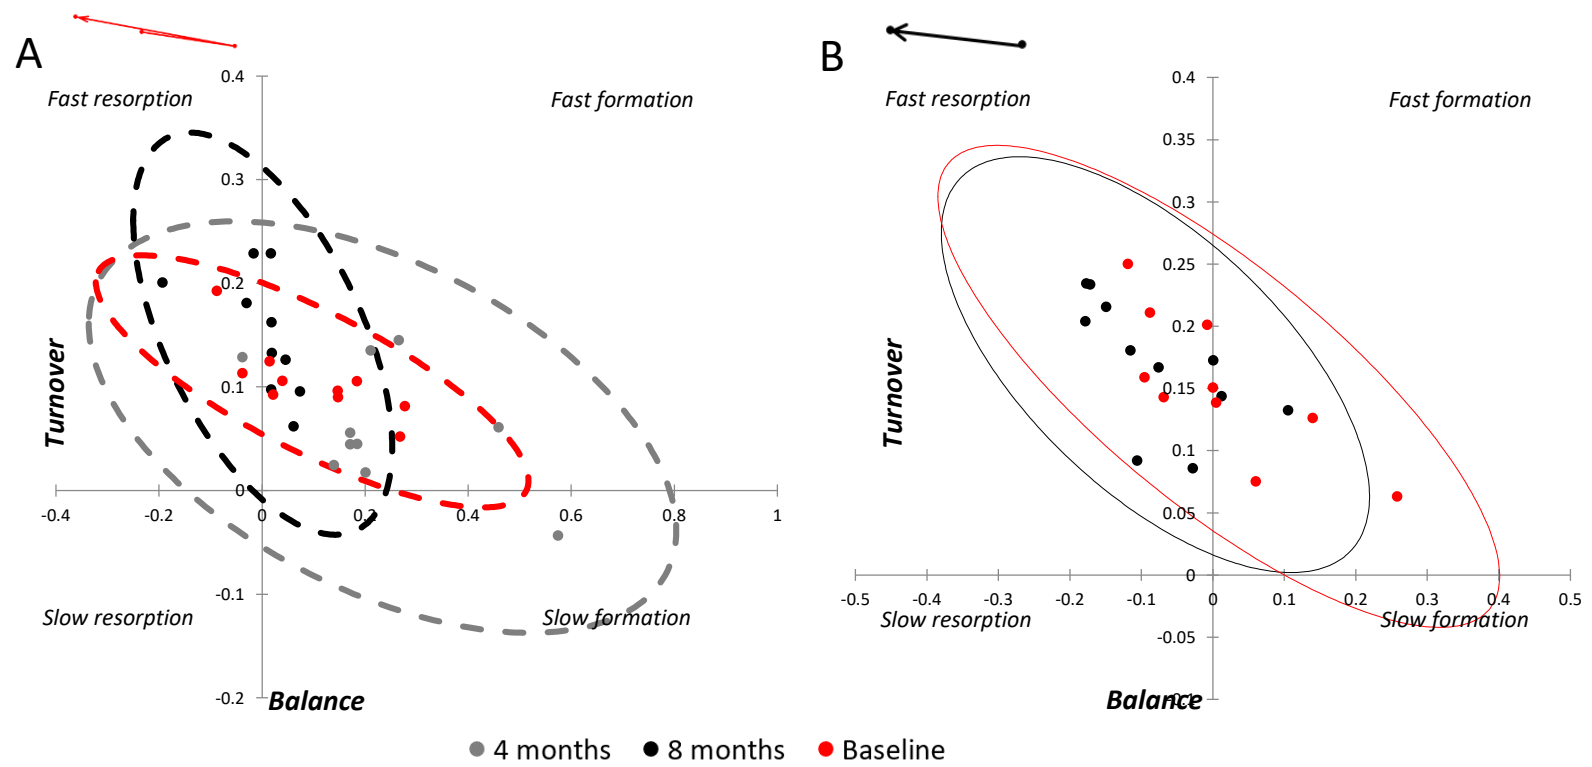 A
B
Fast resorption
Fast formation
Fast resorption
Fast formation
0.4
0.3
0.2
0.1
0
-0.1
-0.2
-0.4
-0.2
0
0.2
0.4
0.6
0.8
1
Turnover
Slow resorption
Slow formation
Balance
0.4
0.35
0.3
0.25
0.2
0.15
0.1
0.05
0
-0.05
-0.1
-0.5
-0.4
-0.3
-0.2
-0.1
0
0.1
0.2
0.3
0.4
0.5
Turnover
Slow resorption
Slow formation
Balance
4 months
8 months
Baseline